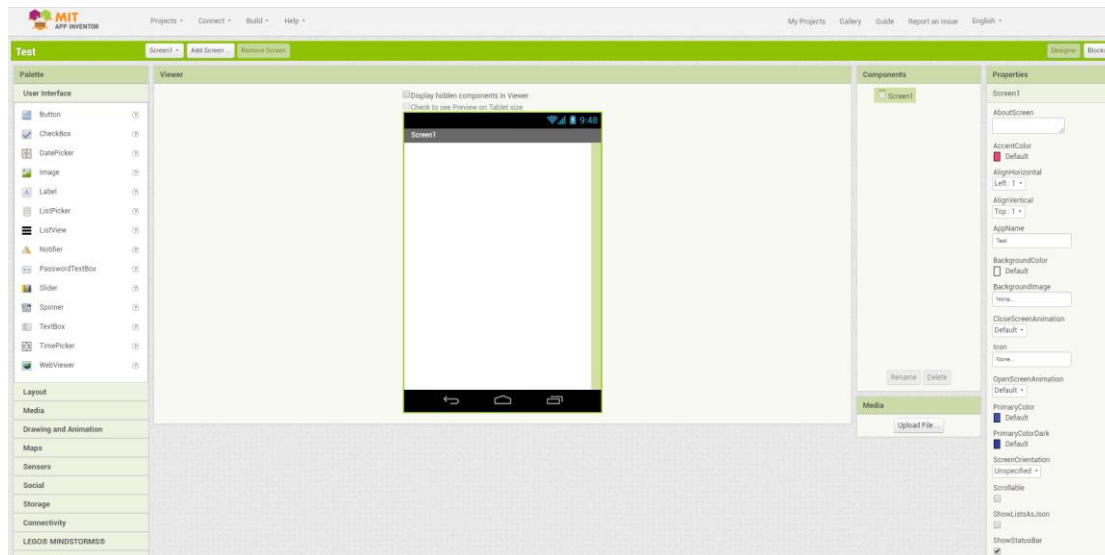 MIT
APP INVENTOR
Projects
Connect
Build
Help
My Projects
Gallery
Guide
Report an Issue
English
Test
Screen1
Add Screen ...
Remove Screen
Designer
Blocks
Palette
User Interface
Button
CheckBox
DatePicker
Image
Label
ListPicker
ListView
Notifier
PasswordTextBox
Slider
Spinner
TextBox
TimePicker
WebViewer
Layout
Media
Drawing and Animation
Maps
Sensors
Social
Storage
Connectivity
LEGO® MINDSTORMS®
Viewer
Display hidden components in Viewer
Check to see Preview on Tablet size.
9:48
Screen1
Components
Screen1
Rename
Delete
Media
Upload File ...
Properties
Screen1
AboutScreen
AccentColor
Default
AlignHorizontal
Left : 1
AlignVertical
Top : 1
AppName
Test
BackgroundColor
Default
BackgroundImage
None...
CloseScreenAnimation
Default
Icon
None...
OpenScreenAnimation
Default
PrimaryColor
Default
PrimaryColorDark
Default
ScreenOrientation
Unspecified
Scrollable
ShowListsAsJson
ShowStatusBar